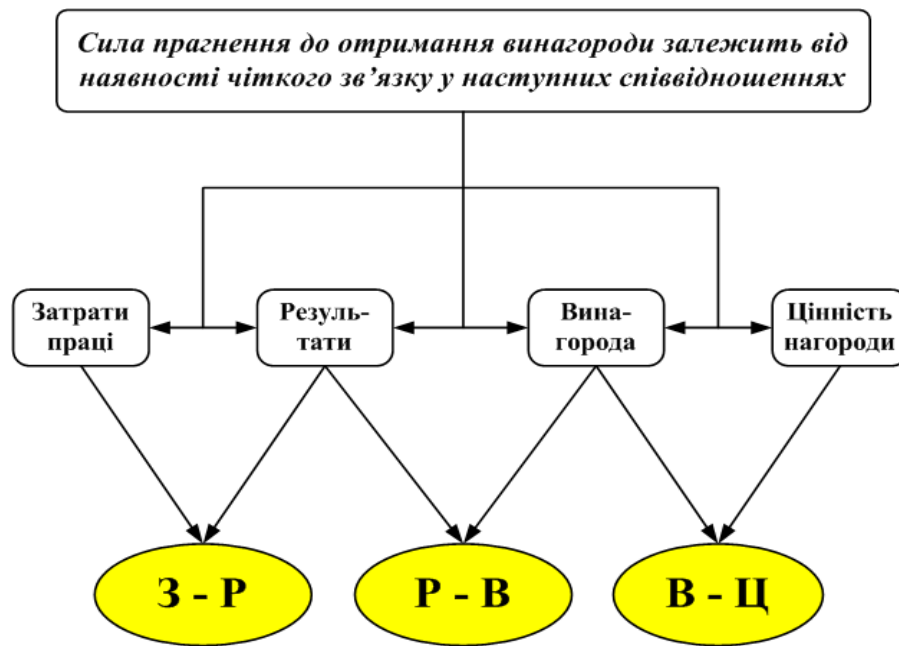 Сила прагнення до отримання винагороди залежить від
наявності чіткого зв’язку у наступних співвідношеннях
Затрати
праці
Резуль-
тати
Вина-
города
Цінність
нагороди
З - Р
Р - В
В - Ц